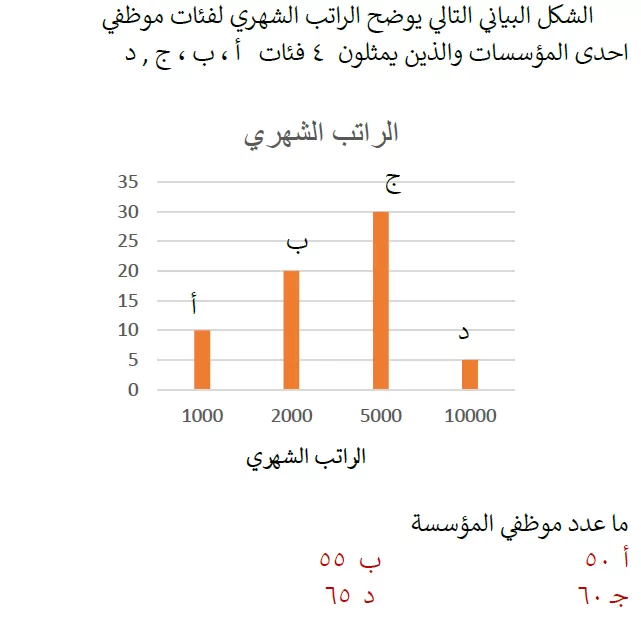 الشكل البياني التالي يوضح الراتب الشهري لفئات موظفي
احدى المؤسسات والذين يمثلون ٤ فئات أ ، ب ، ج , د
الراتب الشهري
35
30
25
20
15
10
5
0
أ
ب
ج
د
1000 2000 5000 10000
الراتب الشهري
ما عدد موظفي المؤسسة
أ ٥٠ ب ٥٥
جـ ٦٠ د ٦٥